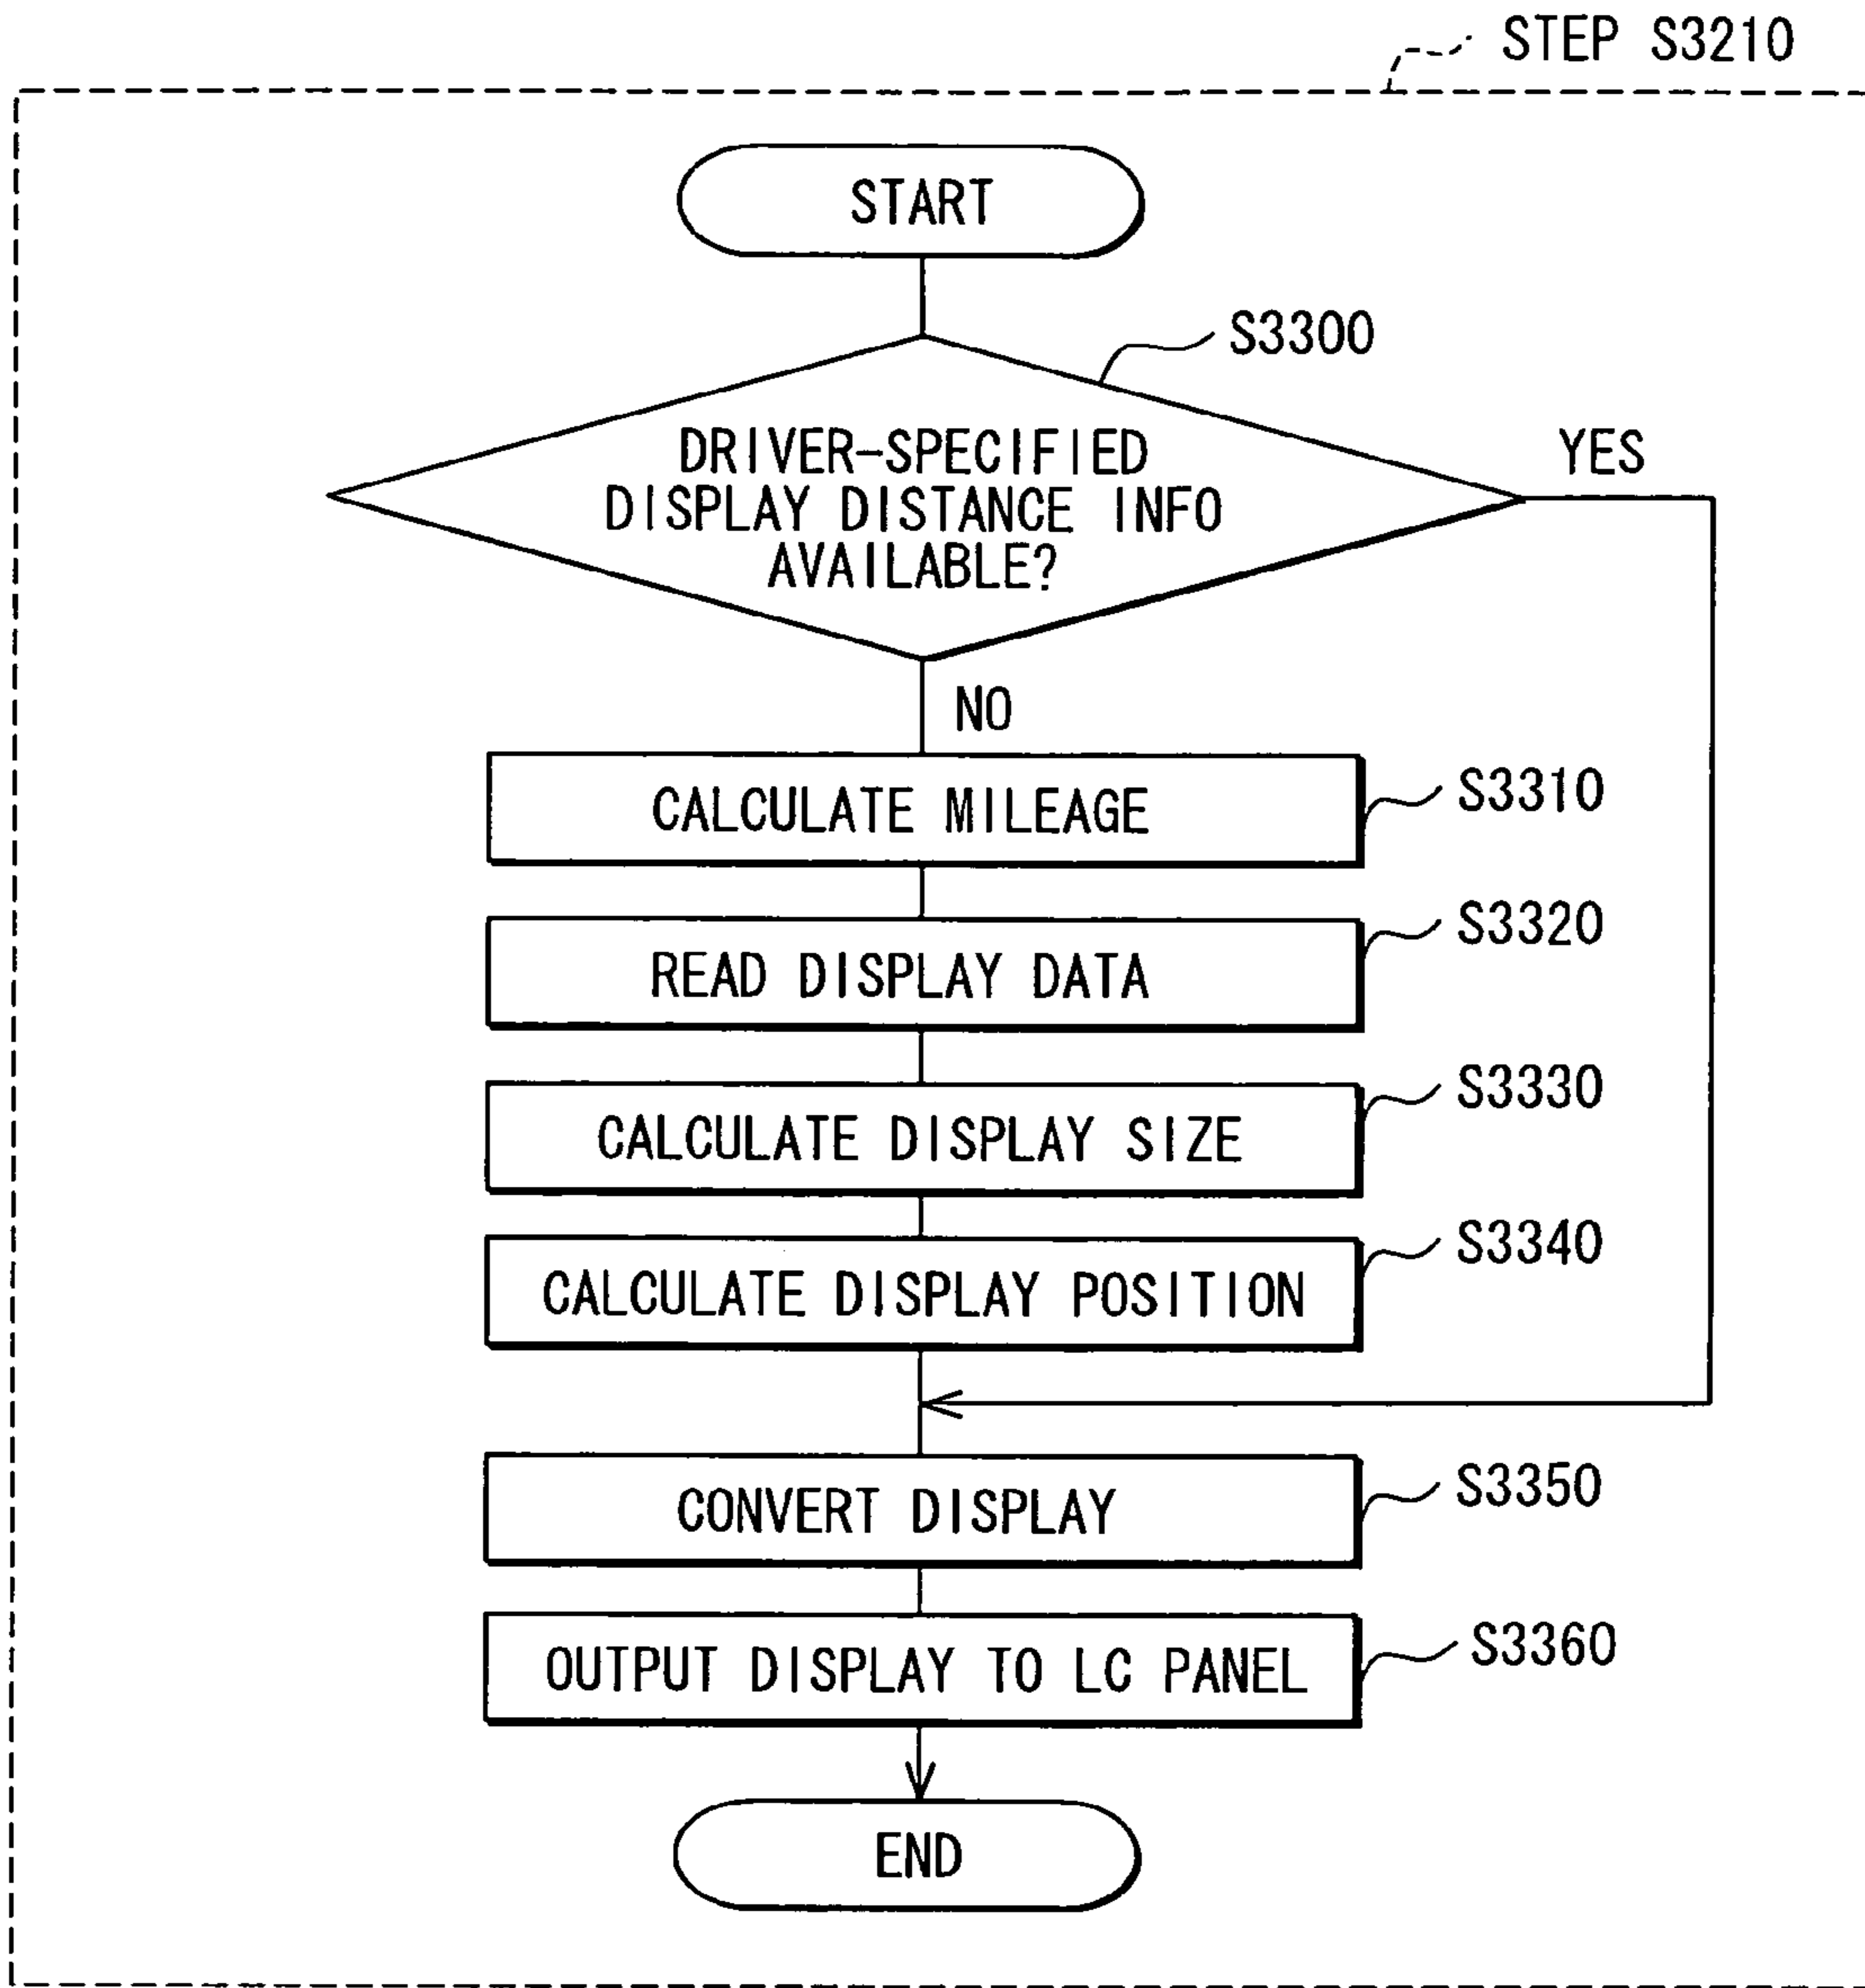 STEP S3210
START
S3300
DRIVER-SPECIFIED
DISPLAY DISTANCE INFO
AVAILABLE?
YES
NO
CALCULATE MILEAGE
S3310
READ DISPLAY DATA
S3320
CALCULATE DISPLAY SIZE
S3330
CALCULATE DISPLAY POSITION
S3340
CONVERT DISPLAY
S3350
OUTPUT DISPLAY TO LC PANEL
S3360
END